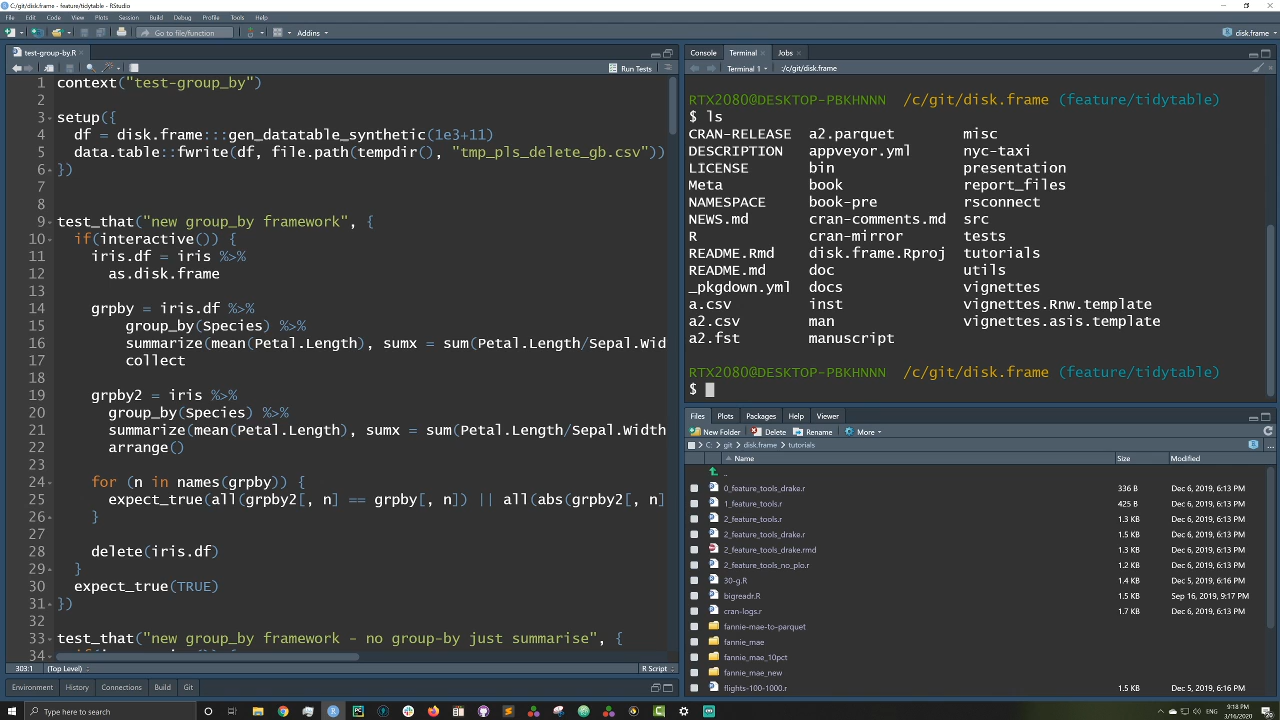 C:/git/disk.frame - feature/tidytable - RStudio
File Edit Code View Plots Session Build Debug Profile Tools Help
Go to file/function Addins disk.frame
test-group-by.R
Run Tests
1 context("test-group_by")
2
3 setup({
4 df = disk.frame:::gen_datatable_synthetic(1e3+11)
5 data.table::fwrite(df, file.path(tempdir(), "tmp_pls_delete_gb.csv"))
6 })
7
8
9 test_that("new group_by framework", {
10 if(interactive()) {
11 iris.df = iris %>%
12 as.disk.frame
13
14 grpby = iris.df %>%
15 group_by(Species) %>%
16 summarize(mean(Petal.Length), sumx = sum(Petal.Length/Sepal.Wid
17 collect
18
19 grpby2 = iris %>%
20 group_by(Species) %>%
21 summarize(mean(Petal.Length), sumx = sum(Petal.Length/Sepal.Width
22 arrange()
23
24 for (n in names(grpby)) {
25 expect_true(all(grpby2[, n] == grpby[, n]) || all(abs(grpby2[, n]
26 }
27
28 delete(iris.df)
29 }
30 expect_true(TRUE)
31 })
32
33 test_that("new group_by framework - no group-by just summarise", {
34
303:1 (Top Level) R Script
Environment History Connections Build Git
Console Terminal Jobs
Terminal 1 :/c/git/disk.frame
RTX2080@DESKTOP-PBKHNNN /c/git/disk.frame (feature/tidytable)
$ ls
CRAN-RELEASE a2.parquet misc
DESCRIPTION appveyor.yml nyc-taxi
LICENSE bin presentation
Meta book report_files
NAMESPACE book-pre rsconnect
NEWS.md cran-comments.md src
R cran-mirror tests
README.Rmd disk.frame.Rproj tutorials
README.md doc utils
_pkgdown.yml docs vignettes
a.csv inst vignettes.Rnw.template
a2.csv man vignettes.asis.template
a2.fst manuscript
RTX2080@DESKTOP-PBKHNNN /c/git/disk.frame (feature/tidytable)
$
Files Plots Packages Help Viewer
New Folder Delete Rename More
C: git disk.frame tutorials
Name Size Modified
..
0_feature_tools_drake.r 336 B Dec 6, 2019, 6:13 PM
1_feature_tools.r 425 B Dec 6, 2019, 6:13 PM
2_feature_tools.r 1.3 KB Dec 6, 2019, 6:13 PM
2_feature_tools_drake.r 1.5 KB Dec 6, 2019, 6:13 PM
2_feature_tools_drake.rmd 1.3 KB Dec 6, 2019, 6:13 PM
2_feature_tools_no_plo.r 1.2 KB Dec 6, 2019, 6:13 PM
30-g.R 1.4 KB Dec 5, 2019, 6:16 PM
bigreadr.R 1.5 KB Sep 16, 2019, 9:17 PM
cran-logs.r 1.7 KB Dec 6, 2019, 6:13 PM
fannie-mae-to-parquet
fannie_mae
fannie_mae_10pct
fannie_mae_new
flights-100-1000.r 1.5 KB Dec 5, 2019, 6:16 PM
Type here to search
ENG
9:18 PM
3/16/2020